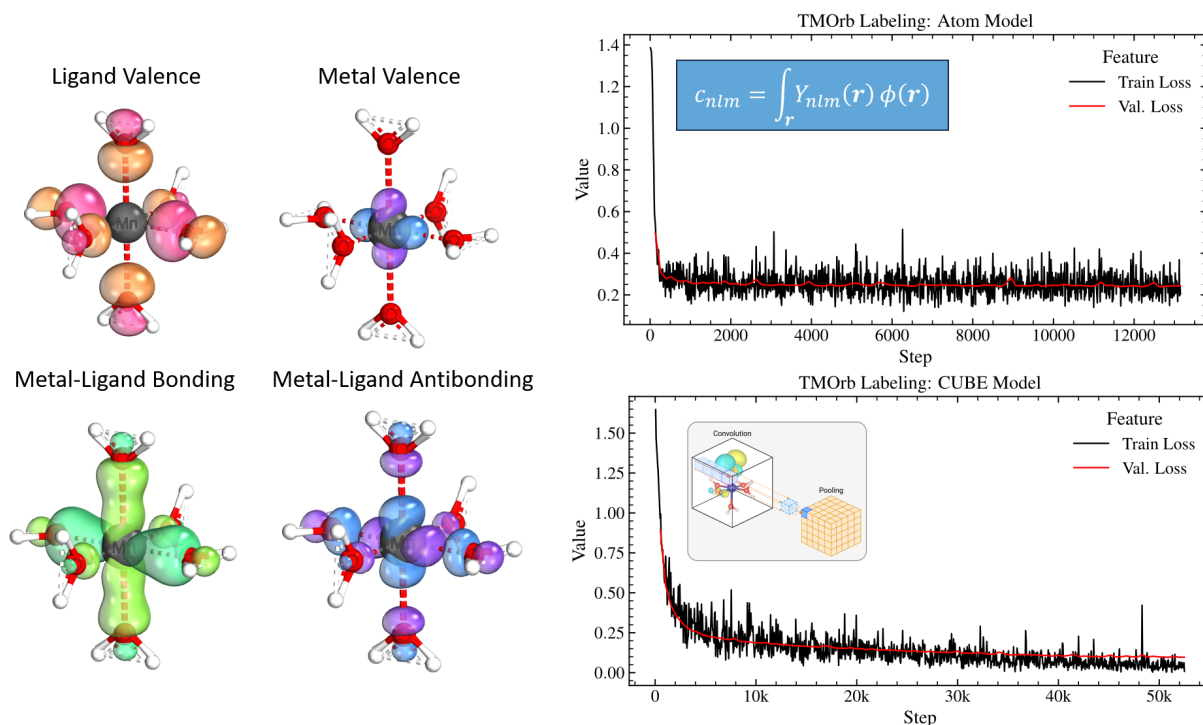 Ligand Valence
Metal Valence
Mn
M
Metal-Ligand Bonding
Metal-Ligand Antibonding
TMOrb Labeling: Atom Model
Value
1.4
1.2
1.0
0.8
0.6
0.4
0.2
c_{nlm} = ∫_r Y_{nlm}(r) ϕ(r)
Feature
Train Loss
Val. Loss
0 2000 4000 6000 8000 10000 12000
Step
TMOrb Labeling: CUBE Model
Value
1.50
1.25
1.00
0.75
0.50
0.25
0.00
Convolution
Pooling
Feature
Train Loss
Val. Loss
0 10k 20k 30k 40k 50k
Step